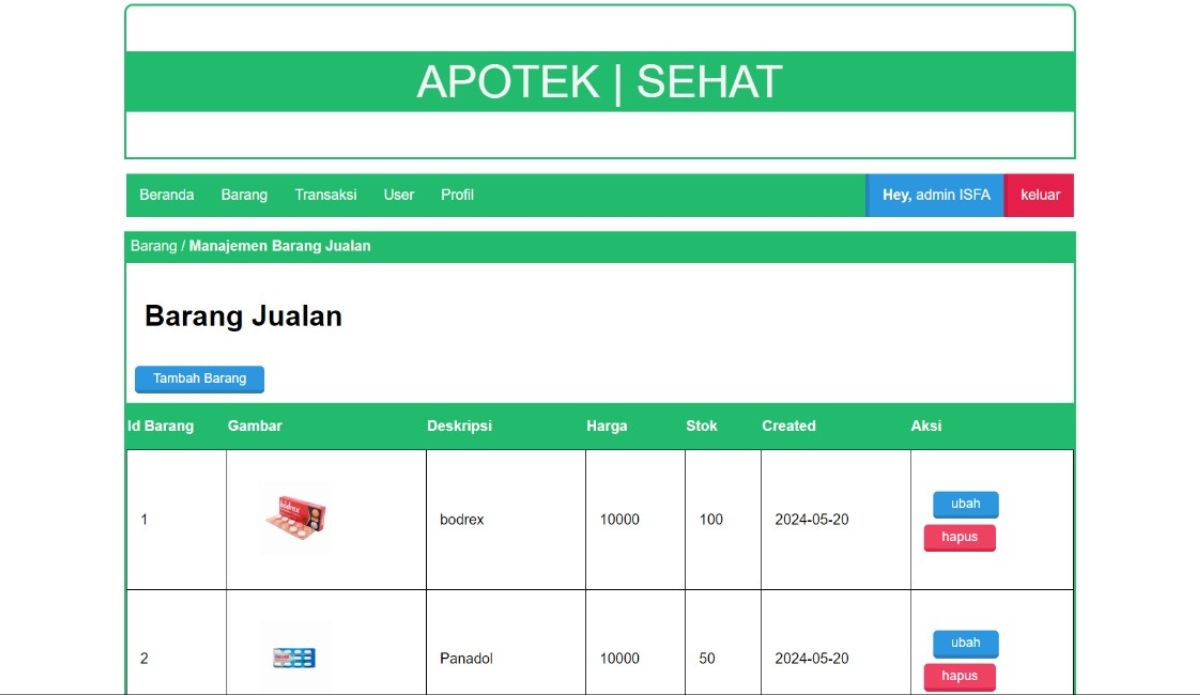 APOTEK | SEHAT
Beranda Barang Transaksi User Profil Hey, admin ISFA keluar
Barang / Manajemen Barang Jualan
Barang Jualan
Tambah Barang
Id Barang Gambar Deskripsi Harga Stok Created Aksi
1 bodrex bodrex 10000 100 2024-05-20 ubah
hapus
2 Panadol 10000 50 2024-05-20 ubah
hapus